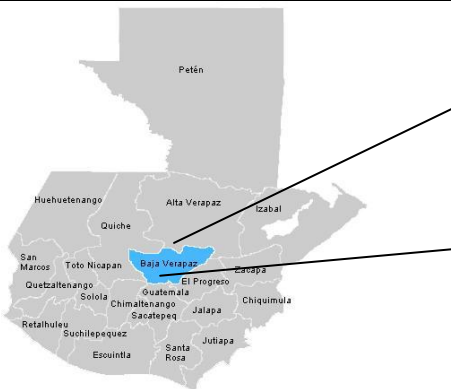 Petén
Huehuetenango
Alta Verapaz
Izabal
Quiche
San
Marcos
Toto Nicapan
Baja Verapaz
Zacapa
Quetzaltenango
El Progreso
Solola
Guatemala
Chimaltenango
Chiquimula
Sacatepeq
Jalapa
Retalhuleu
Suchilepequez
Jutiapa
Escuintla
Santa
Rosa